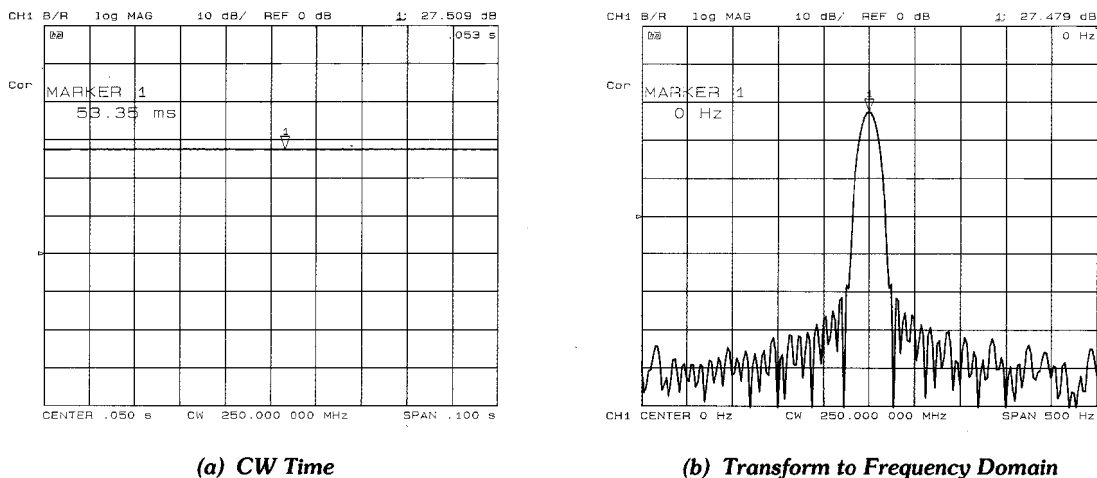 CH1 B/R log MAG 10 dB/ REF 0 dB 1: 27.509 dB
hp
.053 s
Cor
MARKER 1
53.35 ms
1
CENTER .050 s CW 250.000 000 MHz SPAN .100 s
(a) CW Time
CH1 B/R log MAG 10 dB/ REF 0 dB 1: 27.479 dB
hp
0 Hz
Cor
MARKER 1
0 Hz
1
CH1 CENTER 0 Hz CW 250.000 000 MHz SPAN 500 Hz
(b) Transform to Frequency Domain